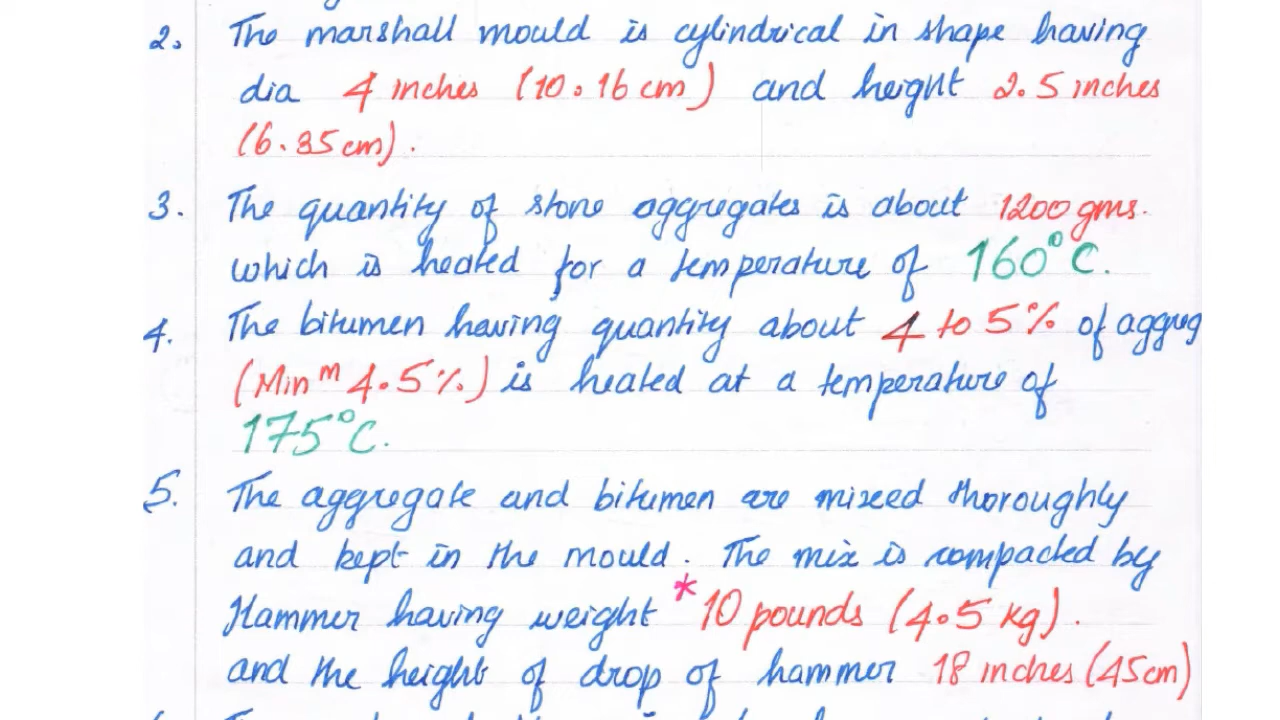 2. The marshall mould is cylindrical in shape having
dia 4 inches (10.16 cm) and height 2.5 inches
(6.35 cm).
3. The quantity of stone aggregates is about 1200 gms.
which is heated for a temperature of 160°C.
4. The bitumen having quantity about 4 to 5% of aggreg
(Minᵐ 4.5%) is heated at a temperature of
175°C.
5. The aggregate and bitumen are mixed thoroughly
and kept in the mould. The mix is compacted by
Hammer having weight *10 pounds (4.5 kg).
and the height of drop of hammer 18 inches (45cm)